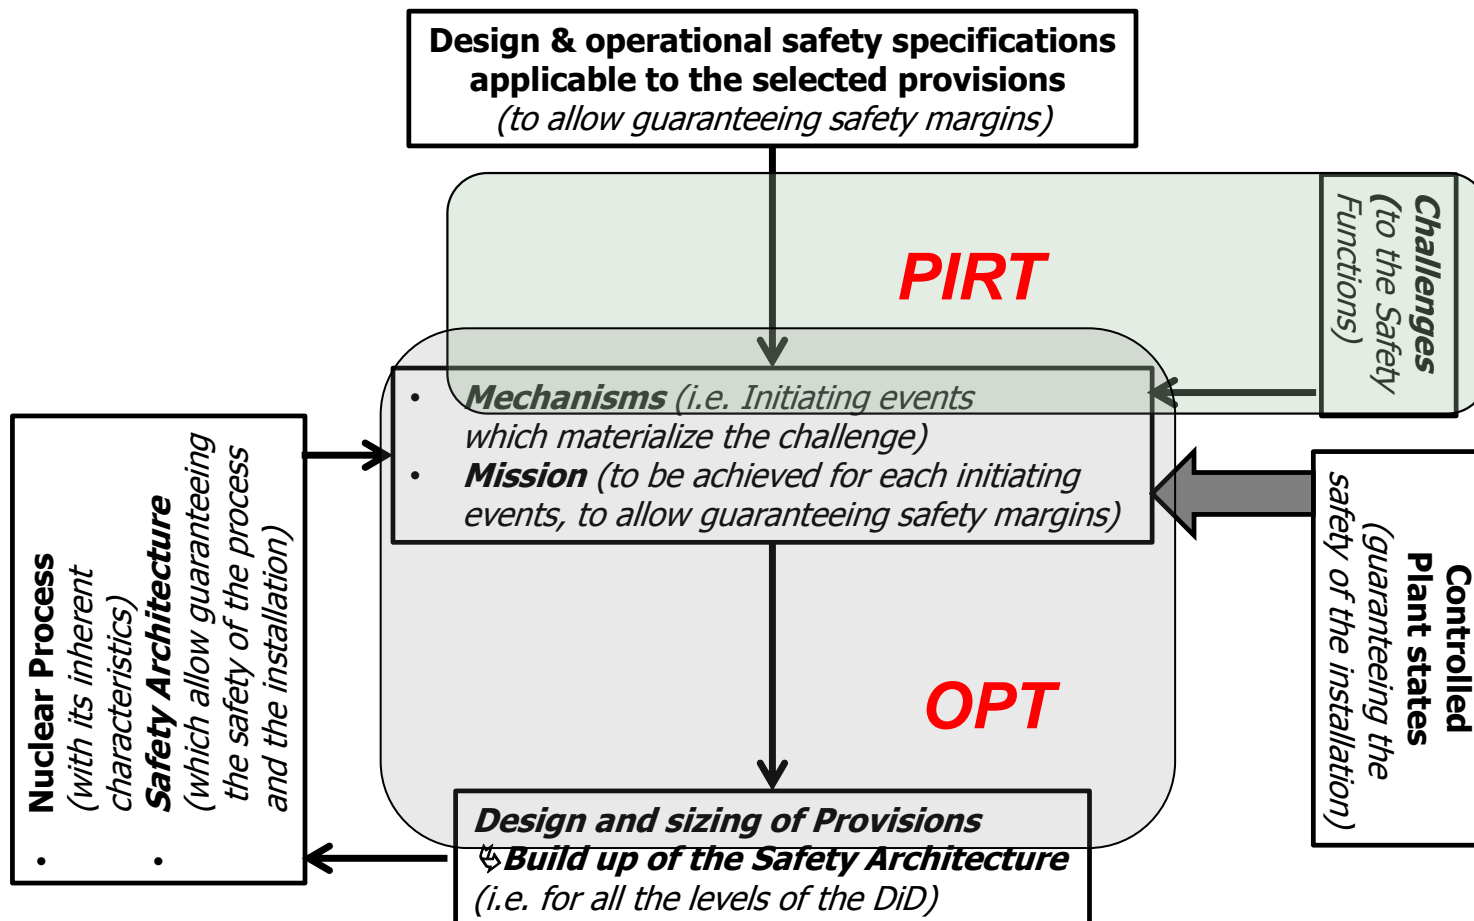 Design & operational safety specifications
applicable to the selected provisions
(to allow guaranteeing safety margins)
Challenges
(to the Safety
Functions)
PIRT
• Mechanisms (i.e. Initiating events
which materialize the challenge)
• Mission (to be achieved for each initiating
events, to allow guaranteeing safety margins)
• Nuclear Process
(with its inherent
characteristics)
• Safety Architecture
(which allow guaranteeing
the safety of the process
and the installation)
Controlled
Plant states
(guaranteeing the
safety of the installation)
OPT
Design and sizing of Provisions
Build up of the Safety Architecture
(i.e. for all the levels of the DiD)